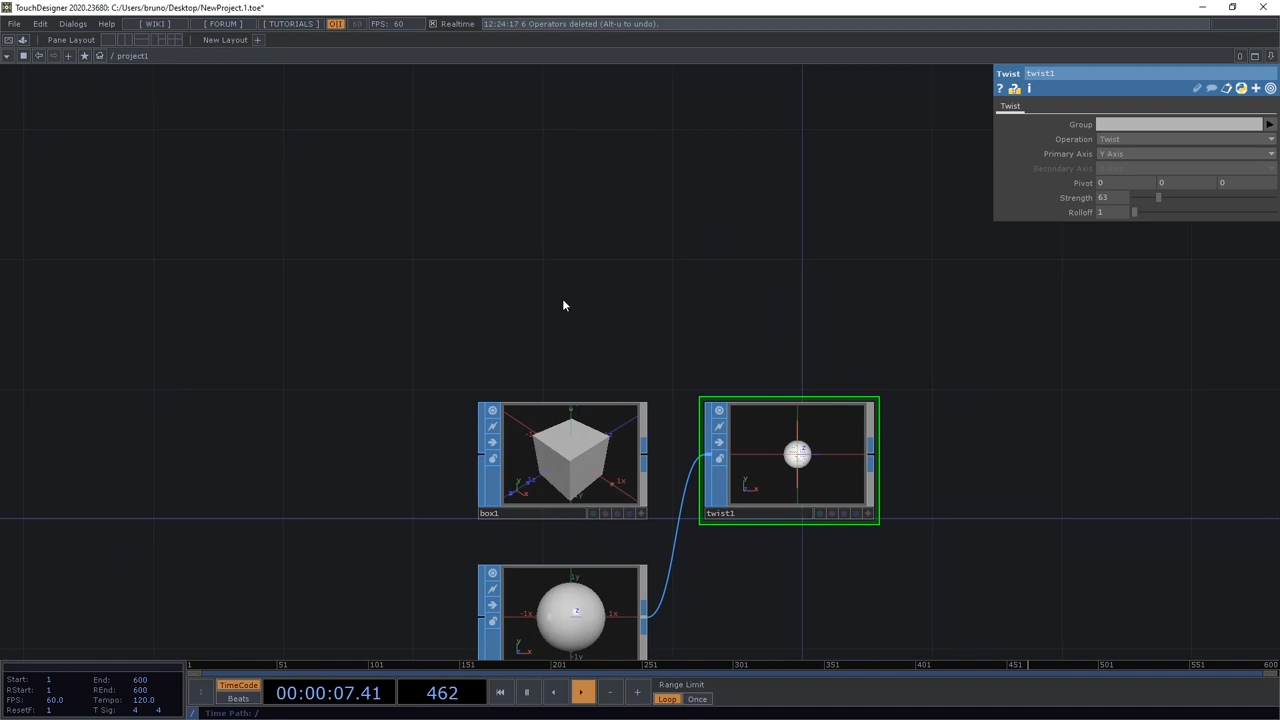 TouchDesigner 2020.23680: C:/Users/bruno/Desktop/NewProject.1.toe*
File Edit Dialogs Help [ WIKI ] [ FORUM ] [ TUTORIALS ] O|I 60 FPS: 60 Realtime 12:24:17 6 Operators deleted (Alt-u to undo).
Pane Layout New Layout +
/ project1 0
Twist twist1
? ? i
Twist
Group
Operation Twist
Primary Axis Y Axis
Secondary Axis
Pivot 0 0 0
Strength 63
Rolloff 1
box1
twist1
1 51 101 151 201 251 301 351 401 451 501 551 600
Start: 1 End: 600
RStart: 1 REnd: 600
FPS: 60.0 Tempo: 120.0
ResetF: 1 T Sig: 4 4
TimeCode
Beats
00:00:07.41 462
Range Limit
Loop Once
/ Time Path: /